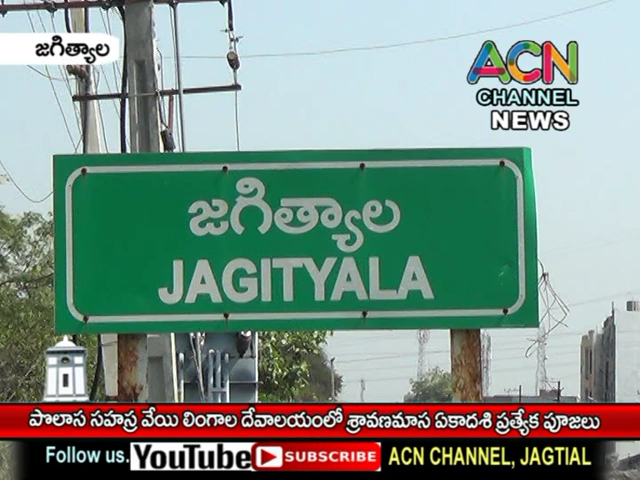 జగిత్యాల
ACN
CHANNEL
NEWS
జగిత్యాల
JAGITYALA
పొలాస సహస్ర వేయి లింగాల దేవాలయంలో శ్రావణమాస ఏకాదశి ప్రత్యేక పూజలు
Follow us. YouTube SUBSCRIBE ACN CHANNEL, JAGTIAL